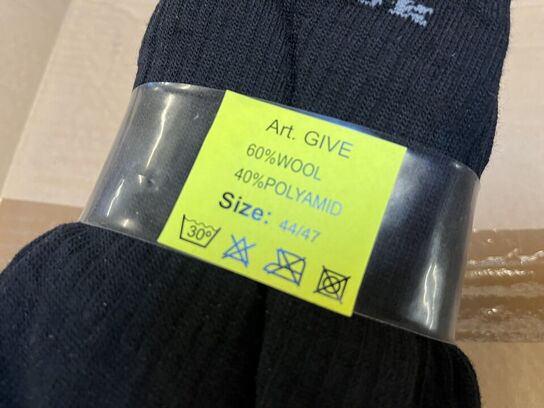 Art. GIVE
60%WOOL
40%POLYAMID
Size: 44/47
30°